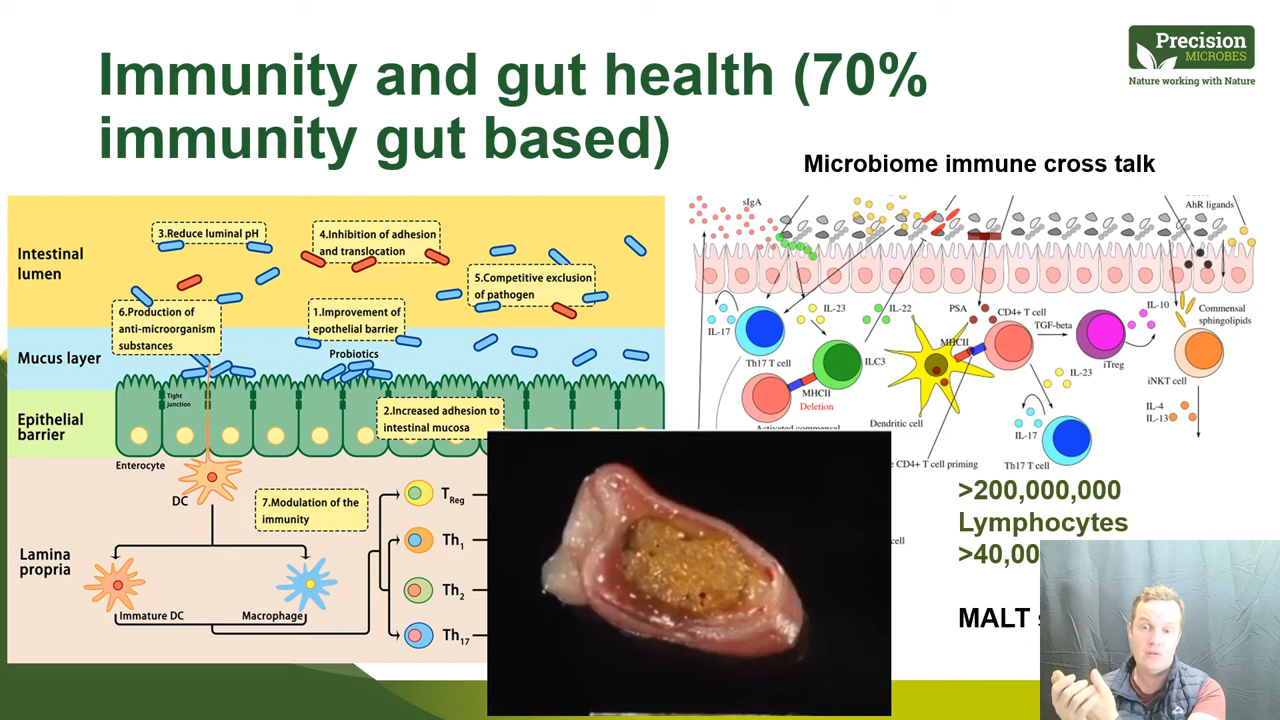 Immunity and gut health (70%
immunity gut based)
Precision
MICROBES
Nature working with Nature
Microbiome immune cross talk
Intestinal
lumen
3.Reduce luminal pH
4.Inhibition of adhesion
and translocation
5.Competitive exclusion
of pathogen
6.Production of
anti-microorganism
substances
1.Improvement of
epothelial barrier
Mucus layer
Probiotics
Tight
junction
Epithelial
barrier
2.Increased adhesion to
intestinal mucosa
Enterocyte
DC
7.Modulation of the
immunity
Lamina
propria
Immature DC
Macrophage
TReg
Th1
Th2
Th17
sIgA
AhR ligands
IL-17
Th17 T cell
IL-23
IL-22
ILC3
MHCII
Deletion
Activated commensal
PSA
CD4+ T cell
MHCII
TGF-beta
Dendritic cell
CD4+ T cell priming
IL-23
IL-17
Th17 T cell
iTreg
IL-10
Commensal
sphingolipids
iNKT cell
IL-4
IL-13
cell
>200,000,000
Lymphocytes
>40,00
MALT